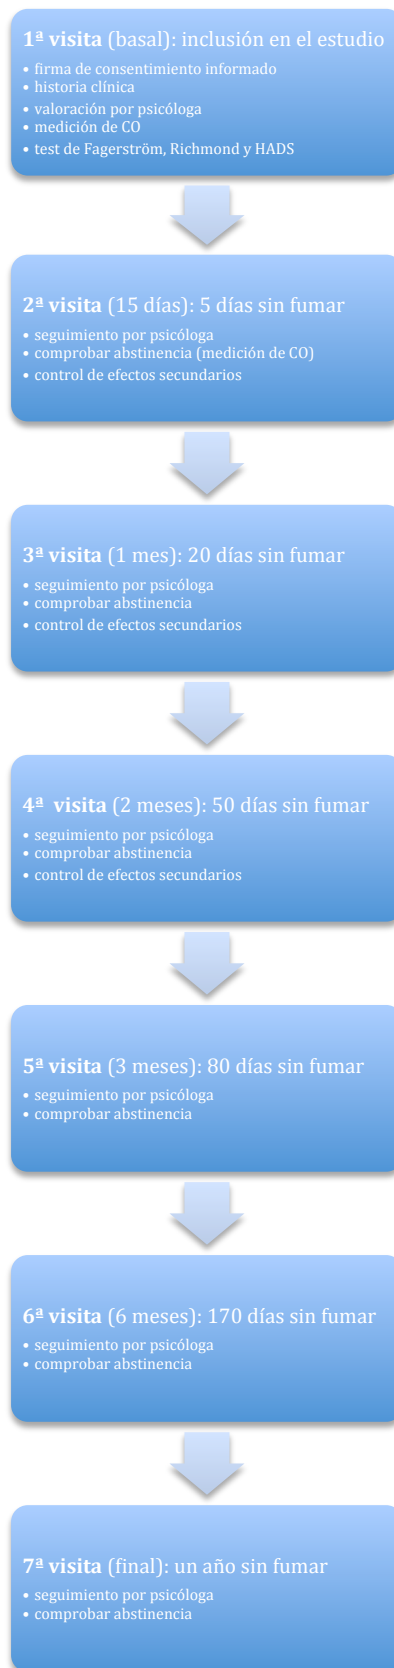 1ª visita (basal): inclusión en el estudio
• firma de consentimiento informado
• historia clínica
• valoración por psicóloga
• medición de CO
• test de Fagerström, Richmond y HADS
2ª visita (15 días): 5 días sin fumar
• seguimiento por psicóloga
• comprobar abstinencia (medición de CO)
• control de efectos secundarios
3ª visita (1 mes): 20 días sin fumar
• seguimiento por psicóloga
• comprobar abstinencia
• control de efectos secundarios
4ª visita (2 meses): 50 días sin fumar
• seguimiento por psicóloga
• comprobar abstinencia
• control de efectos secundarios
5ª visita (3 meses): 80 días sin fumar
• seguimiento por psicóloga
• comprobar abstinencia
6ª visita (6 meses): 170 días sin fumar
• seguimiento por psicóloga
• comprobar abstinencia
7ª visita (final): un año sin fumar
• seguimiento por psicóloga
• comprobar abstinencia